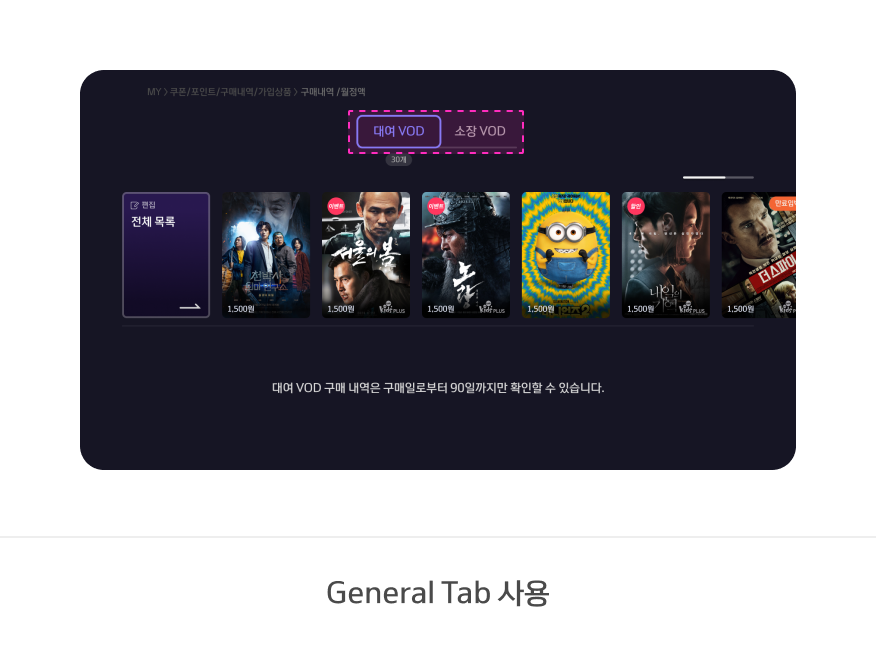 MY > 쿠폰/포인트/구매내역/가입상품 > 구매내역 /월정액
대여 VOD
소장 VOD
30개
편집
전체 목록
1,500원
이벤트
서울의 봄
1,500원
이벤트
노량
1,500원
1,500원
할인
내일의
1,500원
만료임박
더 스파이
1,500원
대여 VOD 구매 내역은 구매일로부터 90일까지만 확인할 수 있습니다.
General Tab 사용